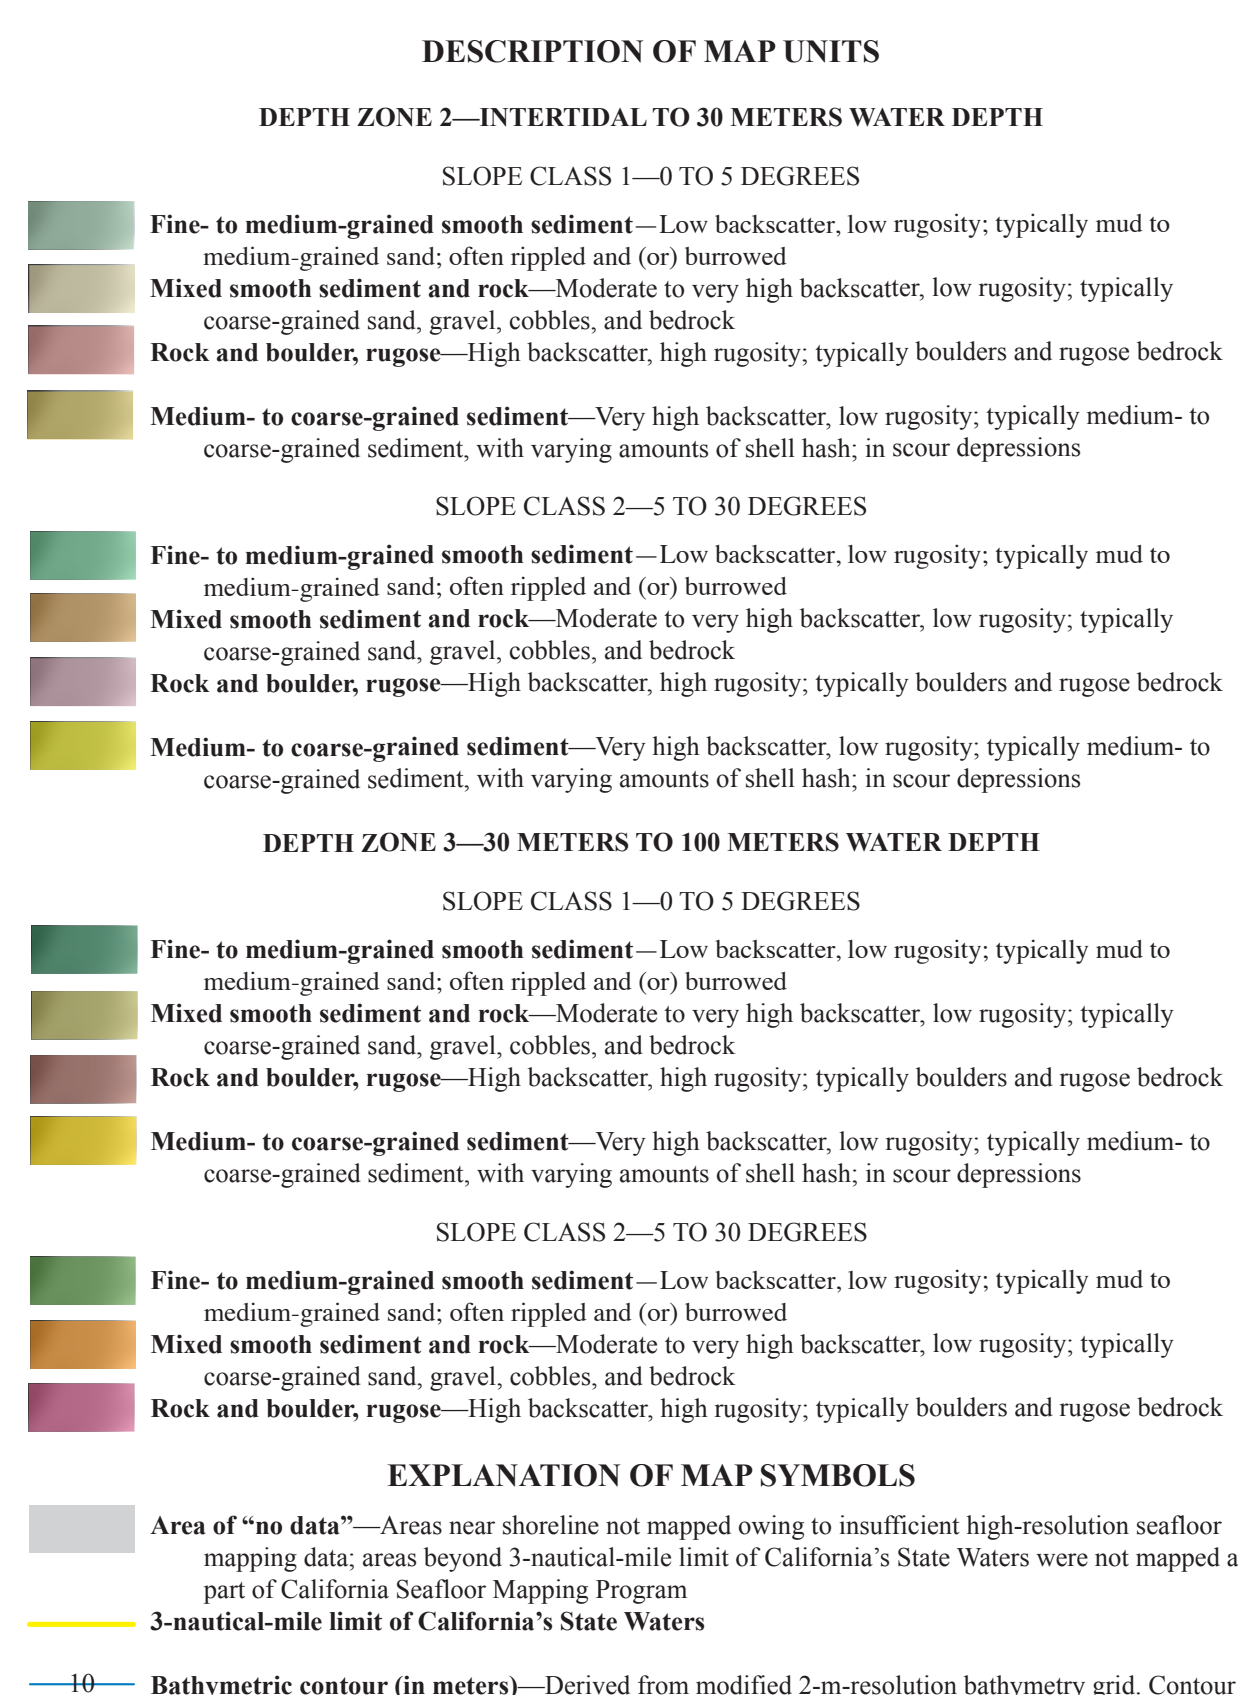 DESCRIPTION OF MAP UNITS
DEPTH ZONE 2—INTERTIDAL TO 30 METERS WATER DEPTH
SLOPE CLASS 1—0 TO 5 DEGREES
Fine- to medium-grained smooth sediment—Low backscatter, low rugosity; typically mud to
medium-grained sand; often rippled and (or) burrowed
Mixed smooth sediment and rock—Moderate to very high backscatter, low rugosity; typically
coarse-grained sand, gravel, cobbles, and bedrock
Rock and boulder, rugose—High backscatter, high rugosity; typically boulders and rugose bedrock
Medium- to coarse-grained sediment—Very high backscatter, low rugosity; typically medium- to
coarse-grained sediment, with varying amounts of shell hash; in scour depressions
SLOPE CLASS 2—5 TO 30 DEGREES
Fine- to medium-grained smooth sediment—Low backscatter, low rugosity; typically mud to
medium-grained sand; often rippled and (or) burrowed
Mixed smooth sediment and rock—Moderate to very high backscatter, low rugosity; typically
coarse-grained sand, gravel, cobbles, and bedrock
Rock and boulder, rugose—High backscatter, high rugosity; typically boulders and rugose bedrock
Medium- to coarse-grained sediment—Very high backscatter, low rugosity; typically medium- to
coarse-grained sediment, with varying amounts of shell hash; in scour depressions
DEPTH ZONE 3—30 METERS TO 100 METERS WATER DEPTH
SLOPE CLASS 1—0 TO 5 DEGREES
Fine- to medium-grained smooth sediment—Low backscatter, low rugosity; typically mud to
medium-grained sand; often rippled and (or) burrowed
Mixed smooth sediment and rock—Moderate to very high backscatter, low rugosity; typically
coarse-grained sand, gravel, cobbles, and bedrock
Rock and boulder, rugose—High backscatter, high rugosity; typically boulders and rugose bedrock
Medium- to coarse-grained sediment—Very high backscatter, low rugosity; typically medium- to
coarse-grained sediment, with varying amounts of shell hash; in scour depressions
SLOPE CLASS 2—5 TO 30 DEGREES
Fine- to medium-grained smooth sediment—Low backscatter, low rugosity; typically mud to
medium-grained sand; often rippled and (or) burrowed
Mixed smooth sediment and rock—Moderate to very high backscatter, low rugosity; typically
coarse-grained sand, gravel, cobbles, and bedrock
Rock and boulder, rugose—High backscatter, high rugosity; typically boulders and rugose bedrock
EXPLANATION OF MAP SYMBOLS
Area of “no data”—Areas near shoreline not mapped owing to insufficient high-resolution seafloor
mapping data; areas beyond 3-nautical-mile limit of California’s State Waters were not mapped a
part of California Seafloor Mapping Program
3-nautical-mile limit of California’s State Waters
10 Bathymetric contour (in meters)—Derived from modified 2-m-resolution bathymetry grid. Contour